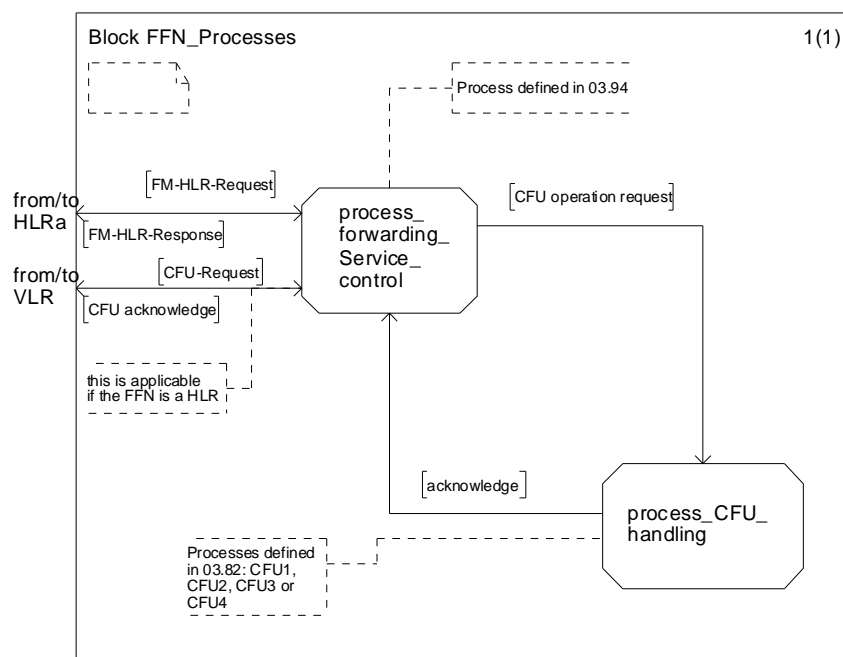 Block FFN_Processes
1(1)
Process defined in 03.94
[FM-HLR-Request]
from/to
HLRa
[FM-HLR-Response]
process_
forwarding_
Service_
control
[CFU operation request]
[CFU-Request]
from/to
VLR
[CFU acknowledge]
this is applicable
if the FFN is a HLR
[acknowledge]
process_CFU_
handling
Processes defined
in 03.82: CFU1,
CFU2, CFU3 or
CFU4